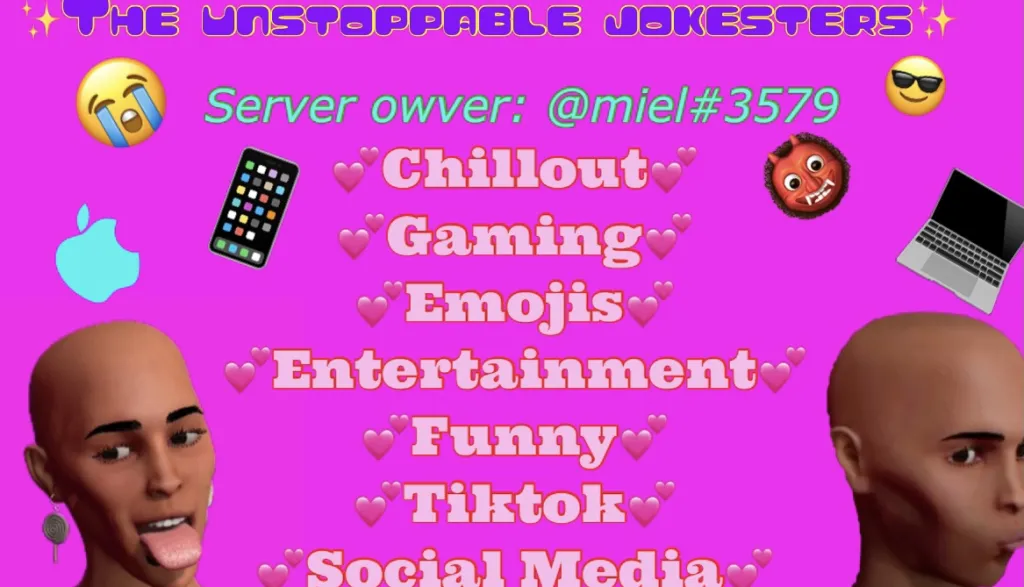 ✨The unstoppable jokesters✨
Server owver: @miel#3579
💕Chillout💕
💕Gaming💕
💕Emojis💕
💕Entertainment💕
💕Funny💕
💕Tiktok💕
💕Social Media💕